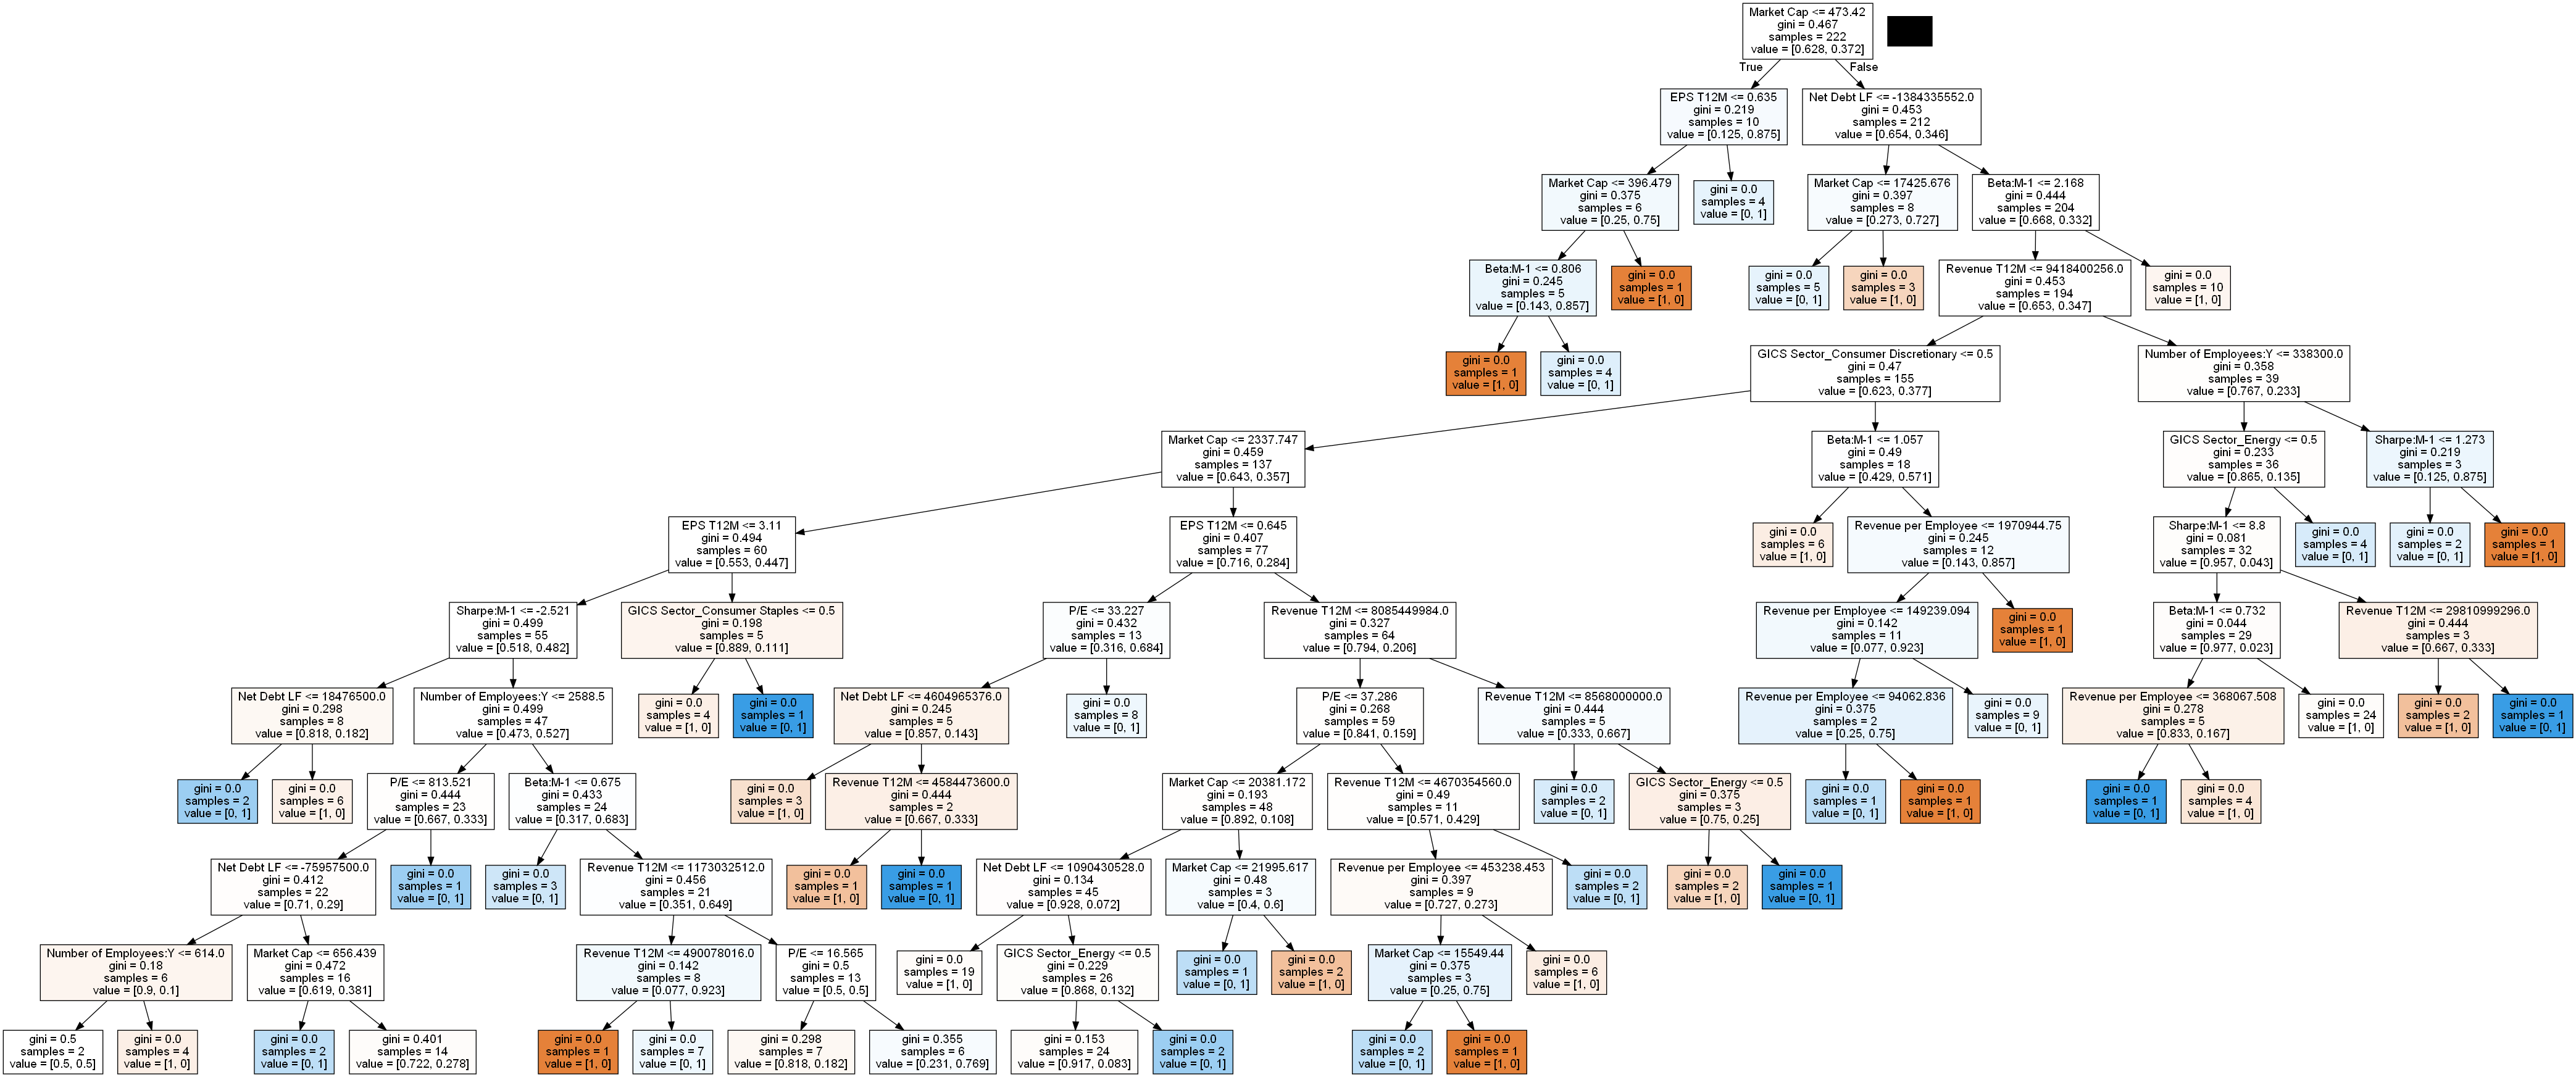 Market Cap <= 473.42
gini = 0.467
samples = 222
value = [0.628, 0.372]
True
False
EPS T12M <= 0.635
gini = 0.219
samples = 10
value = [0.125, 0.875]
Net Debt LF <= -1384335552.0
gini = 0.453
samples = 212
value = [0.654, 0.346]
Market Cap <= 396.479
gini = 0.375
samples = 6
value = [0.25, 0.75]
gini = 0.0
samples = 4
value = [0, 1]
Market Cap <= 17425.676
gini = 0.397
samples = 8
value = [0.273, 0.727]
Beta:M-1 <= 2.168
gini = 0.444
samples = 204
value = [0.668, 0.332]
Beta:M-1 <= 0.806
gini = 0.245
samples = 5
value = [0.143, 0.857]
gini = 0.0
samples = 1
value = [1, 0]
gini = 0.0
samples = 5
value = [0, 1]
gini = 0.0
samples = 3
value = [1, 0]
Revenue T12M <= 9418400256.0
gini = 0.453
samples = 194
value = [0.653, 0.347]
gini = 0.0
samples = 10
value = [1, 0]
gini = 0.0
samples = 1
value = [1, 0]
gini = 0.0
samples = 4
value = [0, 1]
GICS Sector_Consumer Discretionary <= 0.5
gini = 0.47
samples = 155
value = [0.623, 0.377]
Number of Employees:Y <= 338300.0
gini = 0.358
samples = 39
value = [0.767, 0.233]
Market Cap <= 2337.747
gini = 0.459
samples = 137
value = [0.643, 0.357]
Beta:M-1 <= 1.057
gini = 0.49
samples = 18
value = [0.429, 0.571]
GICS Sector_Energy <= 0.5
gini = 0.233
samples = 36
value = [0.865, 0.135]
Sharpe:M-1 <= 1.273
gini = 0.219
samples = 3
value = [0.125, 0.875]
EPS T12M <= 3.11
gini = 0.494
samples = 60
value = [0.553, 0.447]
EPS T12M <= 0.645
gini = 0.407
samples = 77
value = [0.716, 0.284]
gini = 0.0
samples = 6
value = [1, 0]
Revenue per Employee <= 1970944.75
gini = 0.245
samples = 12
value = [0.143, 0.857]
Sharpe:M-1 <= 8.8
gini = 0.081
samples = 32
value = [0.957, 0.043]
gini = 0.0
samples = 4
value = [0, 1]
gini = 0.0
samples = 2
value = [0, 1]
gini = 0.0
samples = 1
value = [1, 0]
Sharpe:M-1 <= -2.521
gini = 0.499
samples = 55
value = [0.518, 0.482]
GICS Sector_Consumer Staples <= 0.5
gini = 0.198
samples = 5
value = [0.889, 0.111]
P/E <= 33.227
gini = 0.432
samples = 13
value = [0.316, 0.684]
Revenue T12M <= 8085449984.0
gini = 0.327
samples = 64
value = [0.794, 0.206]
Revenue per Employee <= 149239.094
gini = 0.142
samples = 11
value = [0.077, 0.923]
gini = 0.0
samples = 1
value = [1, 0]
Beta:M-1 <= 0.732
gini = 0.044
samples = 29
value = [0.977, 0.023]
Revenue T12M <= 29810999296.0
gini = 0.444
samples = 3
value = [0.667, 0.333]
Net Debt LF <= 18476500.0
gini = 0.298
samples = 8
value = [0.818, 0.182]
Number of Employees:Y <= 2588.5
gini = 0.499
samples = 47
value = [0.473, 0.527]
gini = 0.0
samples = 4
value = [1, 0]
gini = 0.0
samples = 1
value = [0, 1]
Net Debt LF <= 4604965376.0
gini = 0.245
samples = 5
value = [0.857, 0.143]
gini = 0.0
samples = 8
value = [0, 1]
P/E <= 37.286
gini = 0.268
samples = 59
value = [0.841, 0.159]
Revenue T12M <= 8568000000.0
gini = 0.444
samples = 5
value = [0.333, 0.667]
Revenue per Employee <= 94062.836
gini = 0.375
samples = 2
value = [0.25, 0.75]
gini = 0.0
samples = 9
value = [0, 1]
Revenue per Employee <= 368067.508
gini = 0.278
samples = 5
value = [0.833, 0.167]
gini = 0.0
samples = 24
value = [1, 0]
gini = 0.0
samples = 2
value = [1, 0]
gini = 0.0
samples = 1
value = [0, 1]
gini = 0.0
samples = 2
value = [0, 1]
gini = 0.0
samples = 6
value = [1, 0]
P/E <= 813.521
gini = 0.444
samples = 23
value = [0.667, 0.333]
Beta:M-1 <= 0.675
gini = 0.433
samples = 24
value = [0.317, 0.683]
gini = 0.0
samples = 3
value = [1, 0]
Revenue T12M <= 4584473600.0
gini = 0.444
samples = 2
value = [0.667, 0.333]
Market Cap <= 20381.172
gini = 0.193
samples = 48
value = [0.892, 0.108]
Revenue T12M <= 4670354560.0
gini = 0.49
samples = 11
value = [0.571, 0.429]
gini = 0.0
samples = 2
value = [0, 1]
GICS Sector_Energy <= 0.5
gini = 0.375
samples = 3
value = [0.75, 0.25]
gini = 0.0
samples = 1
value = [0, 1]
gini = 0.0
samples = 1
value = [1, 0]
gini = 0.0
samples = 1
value = [0, 1]
gini = 0.0
samples = 4
value = [1, 0]
Net Debt LF <= -75957500.0
gini = 0.412
samples = 22
value = [0.71, 0.29]
gini = 0.0
samples = 1
value = [0, 1]
gini = 0.0
samples = 3
value = [0, 1]
Revenue T12M <= 1173032512.0
gini = 0.456
samples = 21
value = [0.351, 0.649]
gini = 0.0
samples = 1
value = [1, 0]
gini = 0.0
samples = 1
value = [0, 1]
Net Debt LF <= 1090430528.0
gini = 0.134
samples = 45
value = [0.928, 0.072]
Market Cap <= 21995.617
gini = 0.48
samples = 3
value = [0.4, 0.6]
Revenue per Employee <= 453238.453
gini = 0.397
samples = 9
value = [0.727, 0.273]
gini = 0.0
samples = 2
value = [0, 1]
gini = 0.0
samples = 2
value = [1, 0]
gini = 0.0
samples = 1
value = [0, 1]
Number of Employees:Y <= 614.0
gini = 0.18
samples = 6
value = [0.9, 0.1]
Market Cap <= 656.439
gini = 0.472
samples = 16
value = [0.619, 0.381]
Revenue T12M <= 490078016.0
gini = 0.142
samples = 8
value = [0.077, 0.923]
P/E <= 16.565
gini = 0.5
samples = 13
value = [0.5, 0.5]
gini = 0.0
samples = 19
value = [1, 0]
GICS Sector_Energy <= 0.5
gini = 0.229
samples = 26
value = [0.868, 0.132]
gini = 0.0
samples = 1
value = [0, 1]
gini = 0.0
samples = 2
value = [1, 0]
Market Cap <= 15549.44
gini = 0.375
samples = 3
value = [0.25, 0.75]
gini = 0.0
samples = 6
value = [1, 0]
gini = 0.5
samples = 2
value = [0.5, 0.5]
gini = 0.0
samples = 4
value = [1, 0]
gini = 0.0
samples = 2
value = [0, 1]
gini = 0.401
samples = 14
value = [0.722, 0.278]
gini = 0.0
samples = 1
value = [1, 0]
gini = 0.0
samples = 7
value = [0, 1]
gini = 0.298
samples = 7
value = [0.818, 0.182]
gini = 0.355
samples = 6
value = [0.231, 0.769]
gini = 0.153
samples = 24
value = [0.917, 0.083]
gini = 0.0
samples = 2
value = [0, 1]
gini = 0.0
samples = 2
value = [0, 1]
gini = 0.0
samples = 1
value = [1, 0]